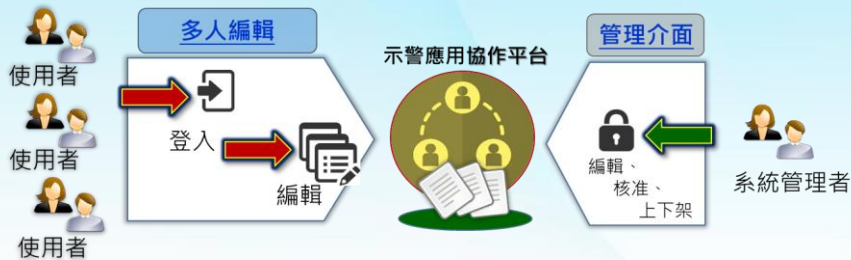 多人編輯
管理介面
示警應用協作平台
使用者
使用者
使用者
登入
編輯
編輯、
核准、
上下架
系統管理者